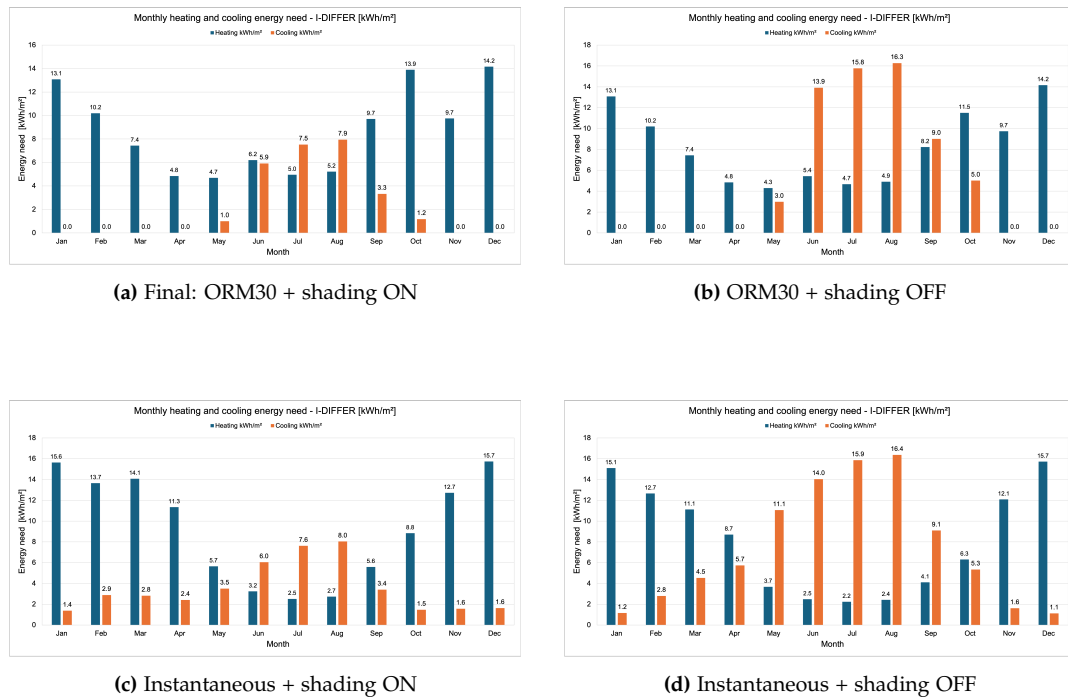 Monthly heating and cooling energy need - I-DIFFER [kWh/m²]
Heating kWh/m² Cooling kWh/m²
Energy need [kWh/m²]
16
14
12
10
8
6
4
2
0
13.1 10.2 7.4 4.8 4.7 6.2 5.0 5.2 9.7 13.9 9.7 14.2
0.0 0.0 0.0 0.0 1.0 5.9 7.5 7.9 3.3 1.2 0.0 0.0
Jan Feb Mar Apr May Jun Jul Aug Sep Oct Nov Dec
Month
(a) Final: ORM30 + shading ON
Monthly heating and cooling energy need - I-DIFFER [kWh/m²]
Heating kWh/m² Cooling kWh/m²
Energy need [kWh/m²]
18
16
14
12
10
8
6
4
2
0
13.1 10.2 7.4 4.8 4.3 5.4 4.7 4.9 8.2 11.5 9.7 14.2
0.0 0.0 0.0 0.0 3.0 13.9 15.8 16.3 9.0 5.0 0.0 0.0
Jan Feb Mar Apr May Jun Jul Aug Sep Oct Nov Dec
Month
(b) ORM30 + shading OFF
Monthly heating and cooling energy need - I-DIFFER [kWh/m²]
Heating kWh/m² Cooling kWh/m²
Energy need [kWh/m²]
18
16
14
12
10
8
6
4
2
0
15.6 13.7 14.1 11.3 5.7 3.2 2.5 2.7 5.6 8.8 12.7 15.7
1.4 2.9 2.8 2.4 3.5 6.0 7.6 8.0 3.4 1.5 1.6 1.6
Jan Feb Mar Apr May Jun Jul Aug Sep Oct Nov Dec
Month
(c) Instantaneous + shading ON
Monthly heating and cooling energy need - I-DIFFER [kWh/m²]
Heating kWh/m² Cooling kWh/m²
Energy need [kWh/m²]
18
16
14
12
10
8
6
4
2
0
15.1 12.7 11.1 8.7 3.7 2.5 2.2 2.4 4.1 6.3 12.1 15.7
1.2 2.8 4.5 5.7 11.1 14.0 15.9 16.4 9.1 5.3 1.6 1.1
Jan Feb Mar Apr May Jun Jul Aug Sep Oct Nov Dec
Month
(d) Instantaneous + shading OFF